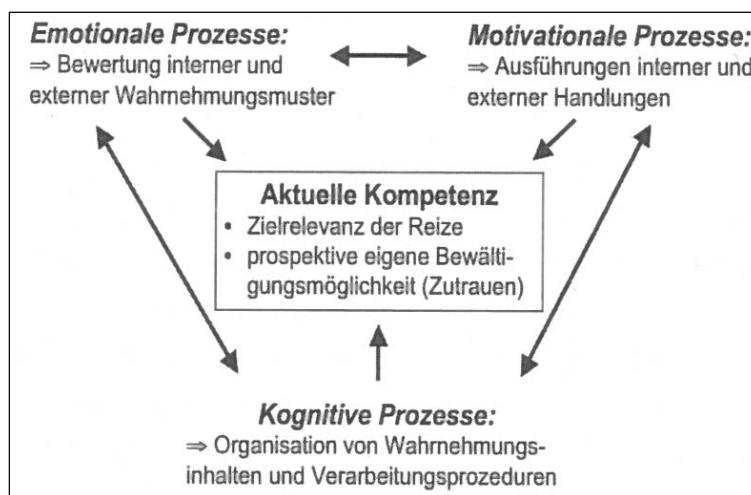 Emotionale Prozesse:
⇒ Bewertung interner und
externer Wahrnehmungsmuster
Motivationale Prozesse:
⇒ Ausführungen interner und
externer Handlungen
Aktuelle Kompetenz
• Zielrelevanz der Reize
• prospektive eigene Bewälti-
gungsmöglichkeit (Zutrauen)
Kognitive Prozesse:
⇒ Organisation von Wahrnehmungs-
inhalten und Verarbeitungsprozeduren